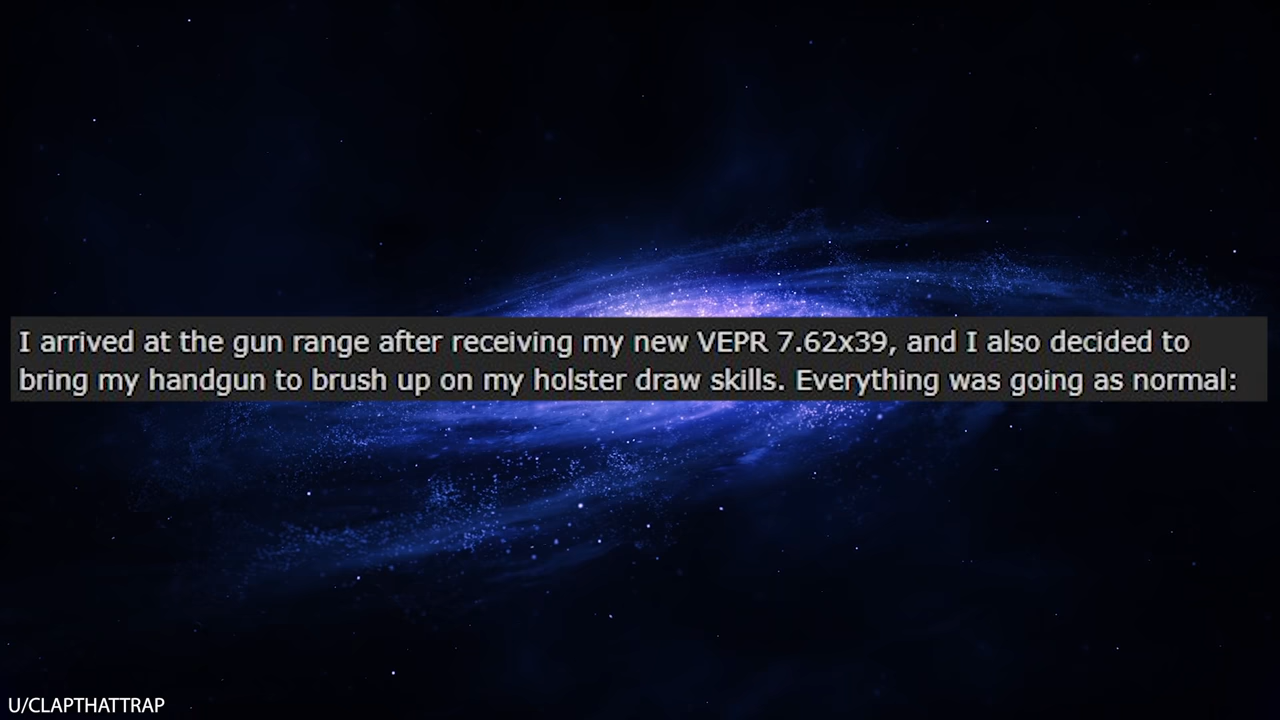 I arrived at the gun range after receiving my new VEPR 7.62x39, and I also decided to
bring my handgun to brush up on my holster draw skills. Everything was going as normal:
U/CLAPTHATTRAP